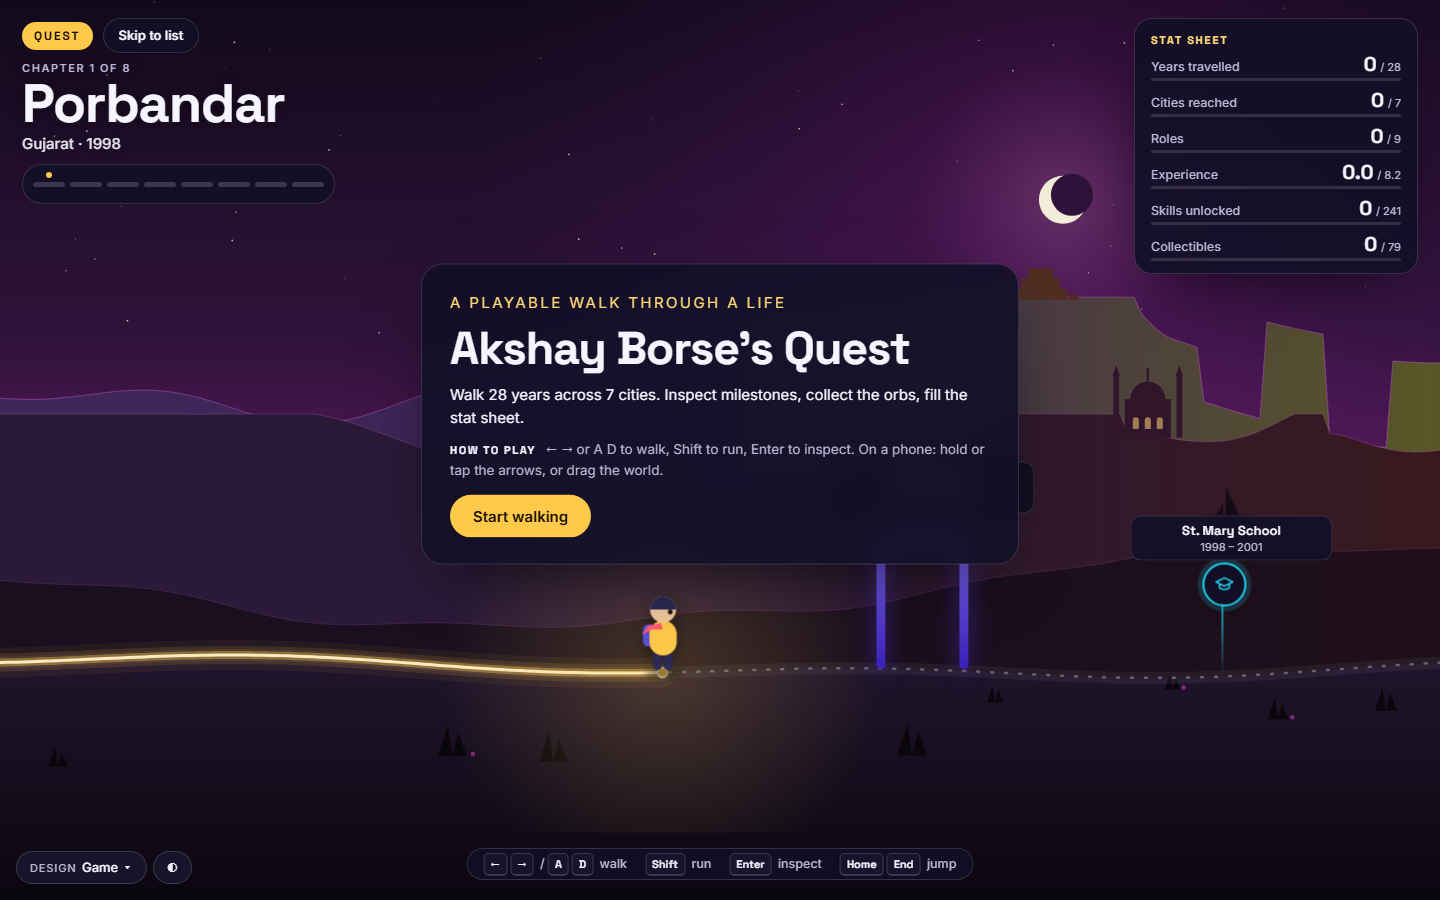 QUEST
Skip to list
CHAPTER 1 OF 8
Porbandar
Gujarat · 1998
STAT SHEET
Years travelled 0 / 28
Cities reached 0 / 7
Roles 0 / 9
Experience 0.0 / 8.2
Skills unlocked 0 / 241
Collectibles 0 / 79
A PLAYABLE WALK THROUGH A LIFE
Akshay Borse’s Quest
Walk 28 years across 7 cities. Inspect milestones, collect the orbs, fill the
stat sheet.
HOW TO PLAY ← → or A D to walk, Shift to run, Enter to inspect. On a phone: hold or
tap the arrows, or drag the world.
Start walking
St. Mary School
1998 – 2001
DESIGN Game
← → / A D walk Shift run Enter inspect Home End jump